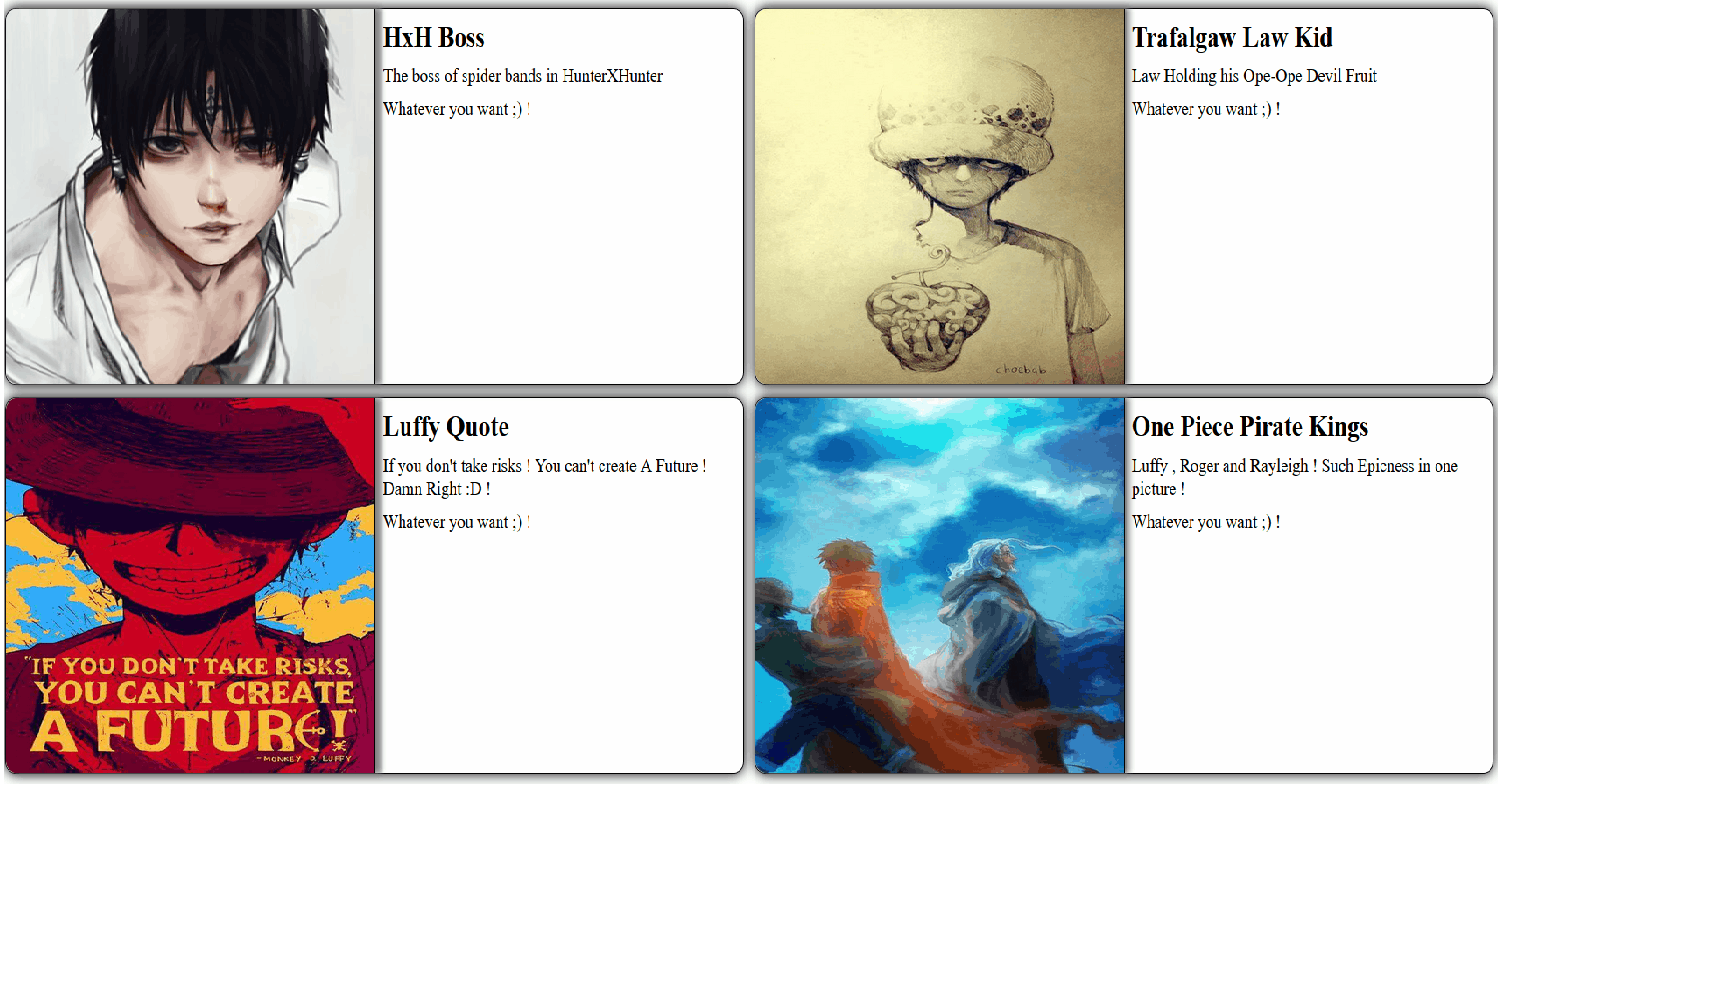 HxH Boss
The boss of spider bands in HunterXHunter
Whatever you want ;) !
Trafalgaw Law Kid
Law Holding his Ope-Ope Devil Fruit
Whatever you want ;) !
choebob
Luffy Quote
If you don't take risks ! You can't create A Future !
Damn Right :D !
Whatever you want ;) !
"IF YOU DON'T TAKE RISKS,
YOU CAN'T CREATE
A FUTURE!"
-MONKEY D LUFFY
One Piece Pirate Kings
Luffy , Roger and Rayleigh ! Such Epicness in one
picture !
Whatever you want ;) !